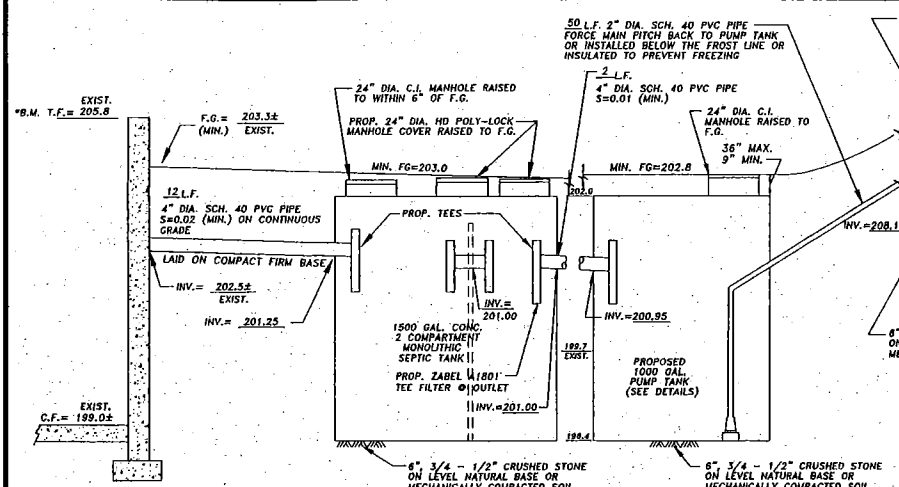 50 L.F. 2" DIA. SCH. 40 PVC PIPE
FORCE MAIN PITCH BACK TO PUMP TANK
OR INSTALLED BELOW THE FROST LINE OR
INSULATED TO PREVENT FREEZING
2 L.F.
4" DIA. SCH. 40 PVC PIPE
S=0.01 (MIN.)
24" DIA. C.I. MANHOLE RAISED
TO WITHIN 6" OF F.G.
PROP. 24" DIA. HD POLY-LOCK
MANHOLE COVER RAISED TO F.G.
24" DIA. C.I.
MANHOLE RAISED TO
F.G.
36" MAX.
9" MIN.
EXIST.
*B.M. T.F.= 205.8
F.G.= 203.3±
(MIN.) EXIST.
MIN. FG=203.0
MIN. FG=202.8
12 L.F.
4" DIA. SCH. 40 PVC PIPE
S=0.02 (MIN.) ON CONTINUOUS
GRADE
LAID ON COMPACT FIRM BASE
PROP. TEES
INV.= 202.5±
EXIST.
INV.= 201.25
INV.=
201.00
INV.=200.95
INV.=208.1
1500 GAL. CONC.
2 COMPARTMENT
MONOLITHIC
SEPTIC TANK
PROP. ZABEL A1801
TEE FILTER @ OUTLET
INV.=201.00
199.7
EXIST.
PROPOSED
1000 GAL.
PUMP TANK
(SEE DETAILS)
EXIST.
C.F.= 199.0±
6", 3/4 - 1/2" CRUSHED STONE
ON LEVEL NATURAL BASE OR
MECHANICALLY COMPACTED SOIL
6", 3/4 - 1/2" CRUSHED STONE
ON LEVEL NATURAL BASE OR
MECHANICALLY COMPACTED SOIL